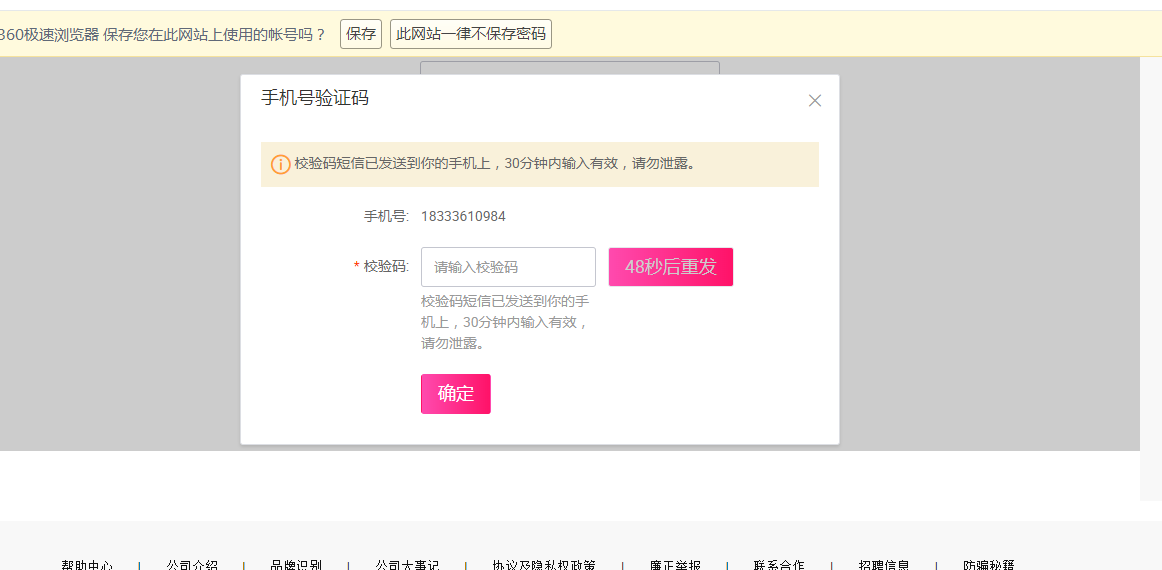 360极速浏览器 保存您在此网站上使用的帐号吗？ 保存 此网站一律不保存密码
手机号验证码
校验码短信已发送到你的手机上，30分钟内输入有效，请勿泄露。
手机号: 18333610984
* 校验码: 请输入校验码 48秒后重发
校验码短信已发送到你的手
机上，30分钟内输入有效，
请勿泄露。
确定
帮助中心 | 公司介绍 | 品牌识别 | 公司大事记 | 协议及隐私权政策 | 廉正举报 | 联系合作 | 招聘信息 | 防骗秘籍